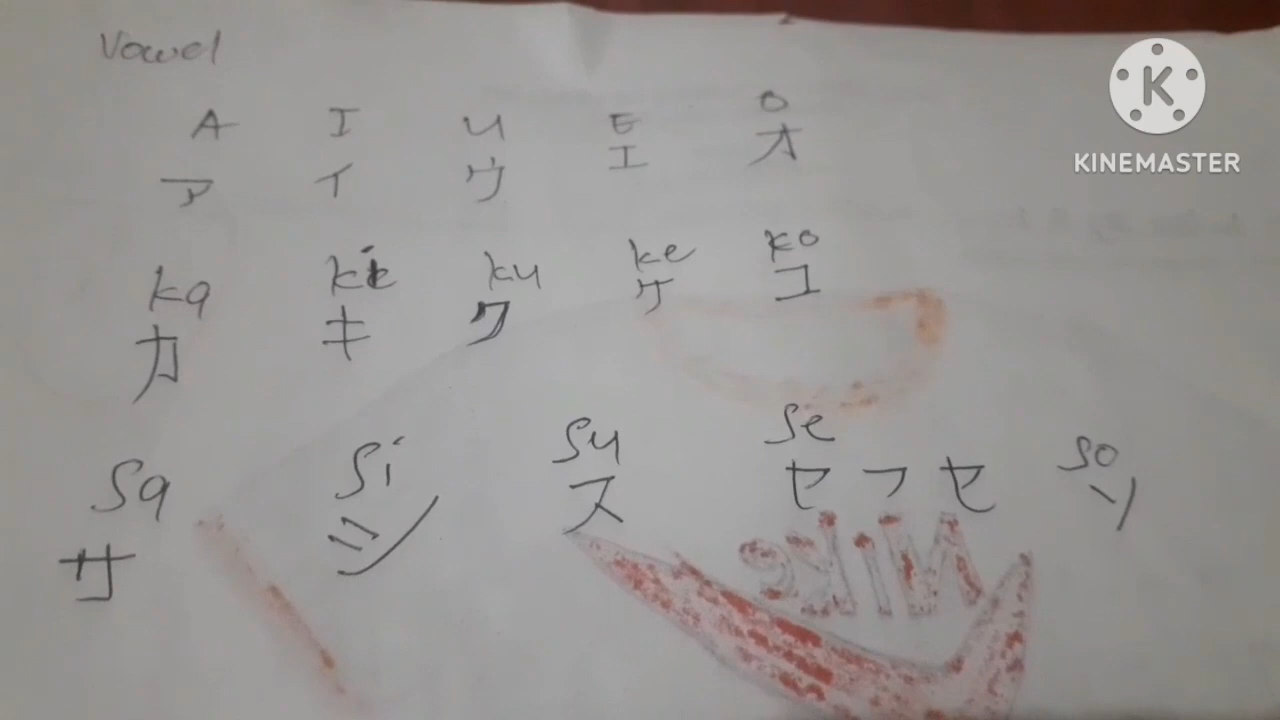 Vowel
A I U E O
ア イ ウ エ オ
ka ki ku ke ko
カ キ ク ケ コ
Sa Si Su Se So
サ シ ス セ フ セ ソ
NIKE
KINEMASTER